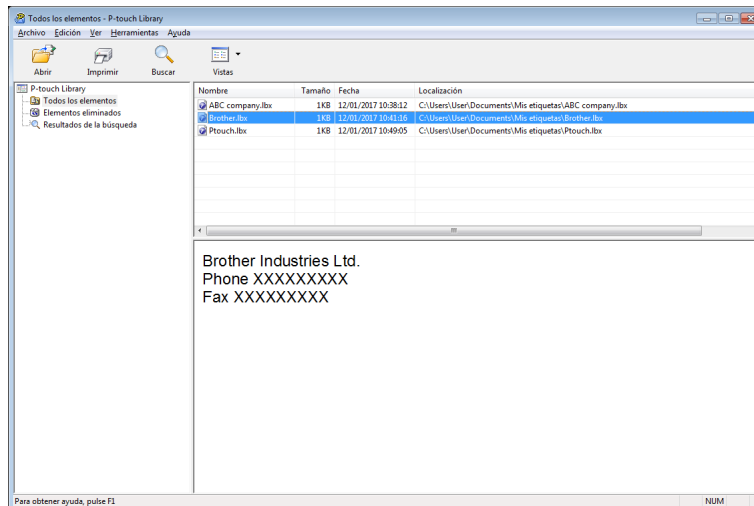 Todos los elementos - P-touch Library
Archivo Edición Ver Herramientas Ayuda
Abrir Imprimir Buscar Vistas
P-touch Library
Todos los elementos
Elementos eliminados
Resultados de la búsqueda
Nombre Tamaño Fecha Localización
ABC company.lbx 1KB 12/01/2017 10:38:12 C:\Users\User\Documents\Mis etiquetas\ABC company.lbx
Brother.lbx 1KB 12/01/2017 10:41:16 C:\Users\User\Documents\Mis etiquetas\Brother.lbx
Ptouch.lbx 1KB 12/01/2017 10:49:05 C:\Users\User\Documents\Mis etiquetas\Ptouch.lbx
Brother Industries Ltd.
Phone XXXXXXXXX
Fax XXXXXXXXX
Para obtener ayuda, pulse F1
NUM